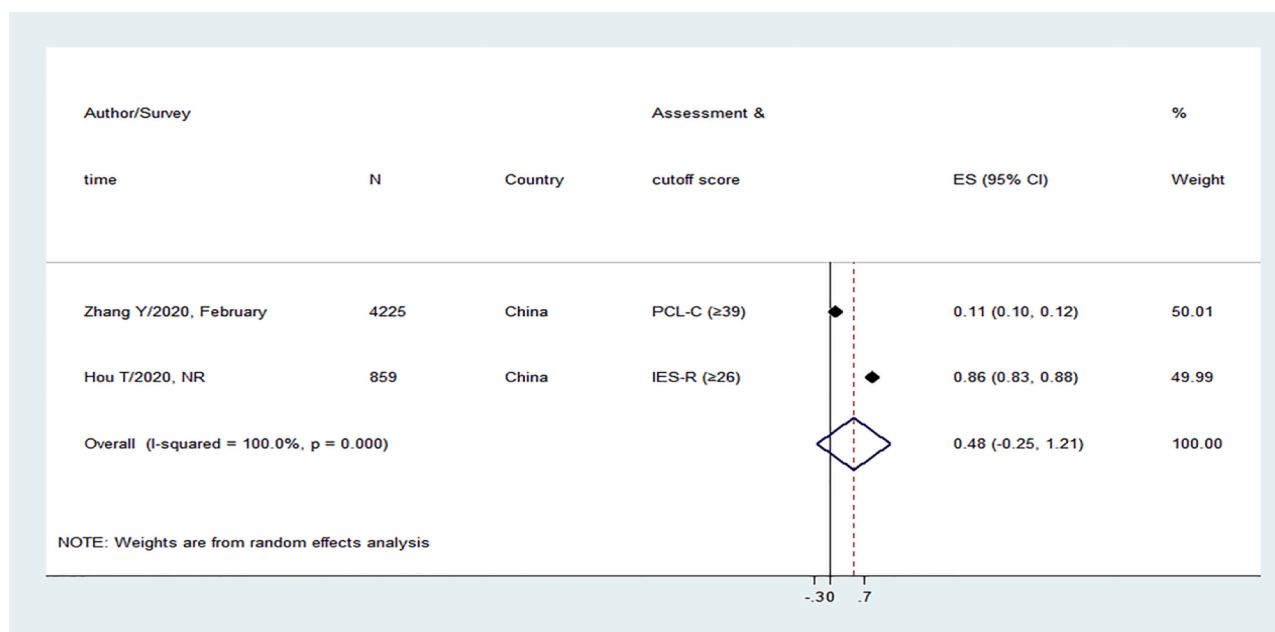 Author/Survey Assessment & %
time N Country cutoff score ES (95% CI) Weight
Zhang Y/2020, February 4225 China PCL-C (≥39) 0.11 (0.10, 0.12) 50.01
Hou T/2020, NR 859 China IES-R (≥26) 0.86 (0.83, 0.88) 49.99
Overall (I-squared = 100.0%, p = 0.000) 0.48 (-0.25, 1.21) 100.00
NOTE: Weights are from random effects analysis
-.3 0 .7